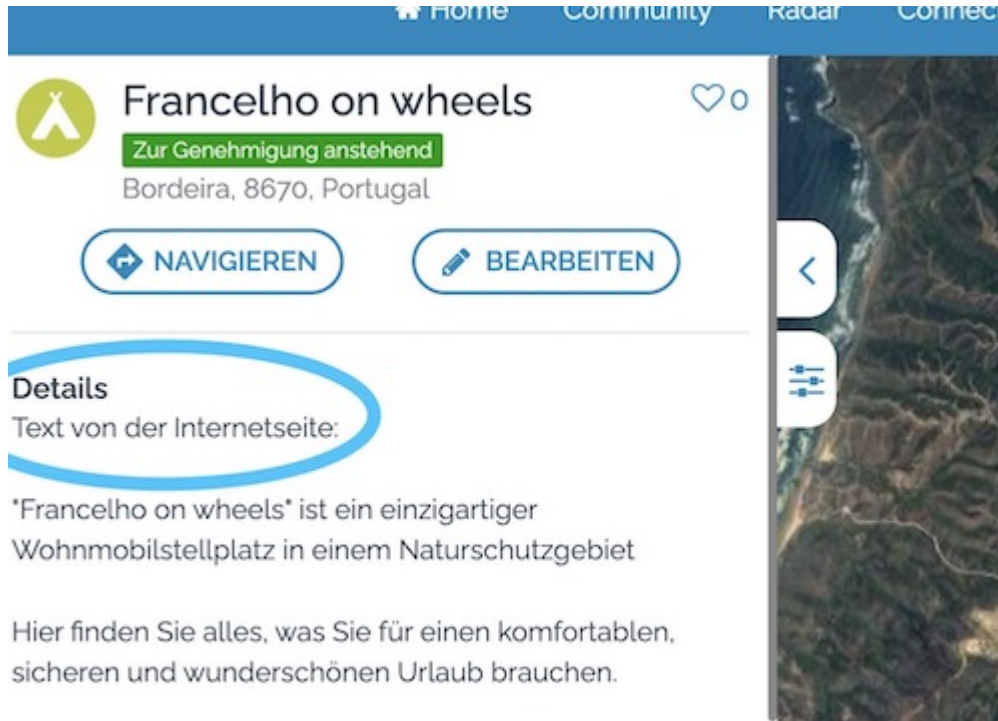 Home Community Radar Connec
Francelho on wheels
0
Zur Genehmigung anstehend
Bordeira, 8670, Portugal
NAVIGIEREN BEARBEITEN
Details
Text von der Internetseite:
"Francelho on wheels" ist ein einzigartiger
Wohnmobilstellplatz in einem Naturschutzgebiet
Hier finden Sie alles, was Sie für einen komfortablen,
sicheren und wunderschönen Urlaub brauchen.